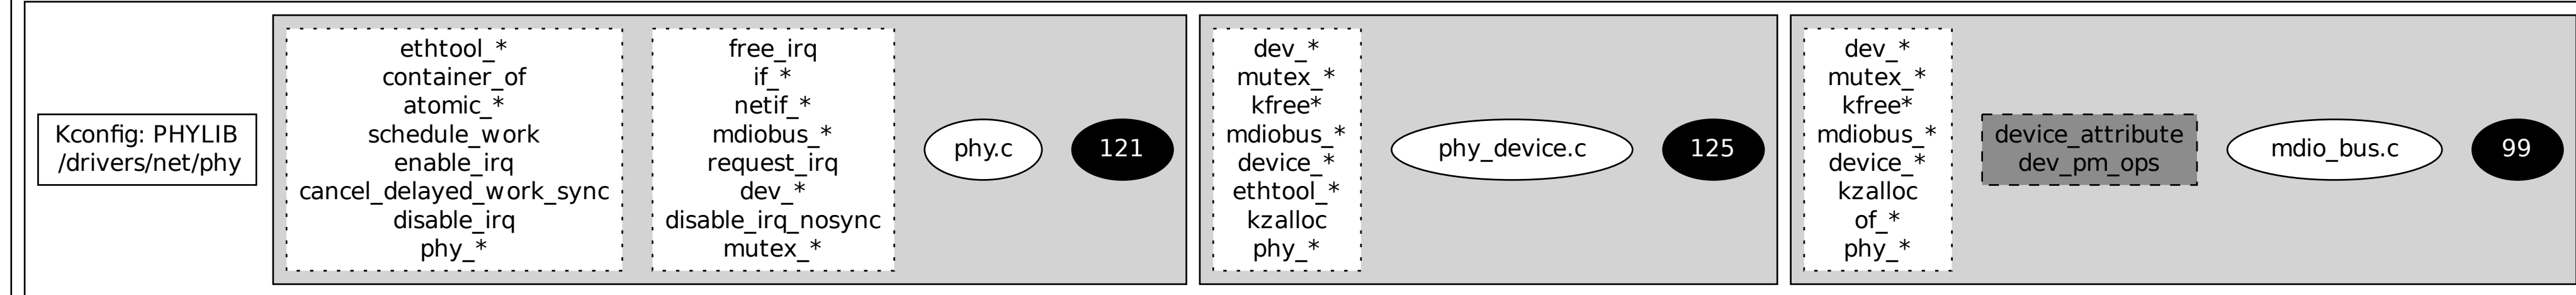 Kconfig: PHYLIB
/drivers/net/phy
ethtool_*
container_of
atomic_*
schedule_work
enable_irq
cancel_delayed_work_sync
disable_irq
phy_*
free_irq
if_*
netif_*
mdiobus_*
request_irq
dev_*
disable_irq_nosync
mutex_*
phy.c
121
dev_*
mutex_*
kfree*
mdiobus_*
device_*
ethtool_*
kzalloc
phy_*
phy_device.c
125
dev_*
mutex_*
kfree*
mdiobus_*
device_*
kzalloc
of_*
phy_*
device_attribute
dev_pm_ops
mdio_bus.c
99